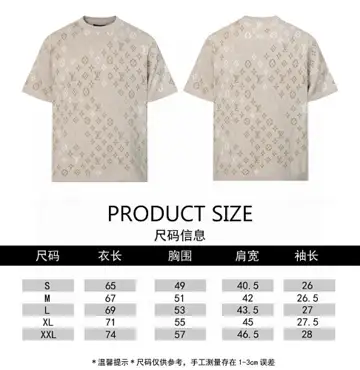 PRODUCT SIZE
尺码信息
尺码 衣长 胸围 肩宽 袖长
S 65 49 40.5 26
M 67 51 42 26.5
L 69 53 43.5 27
XL 71 55 45 27.5
XXL 74 57 46.5 28
*温馨提示*尺码仅供参考，手工测量存在1-3cm误差